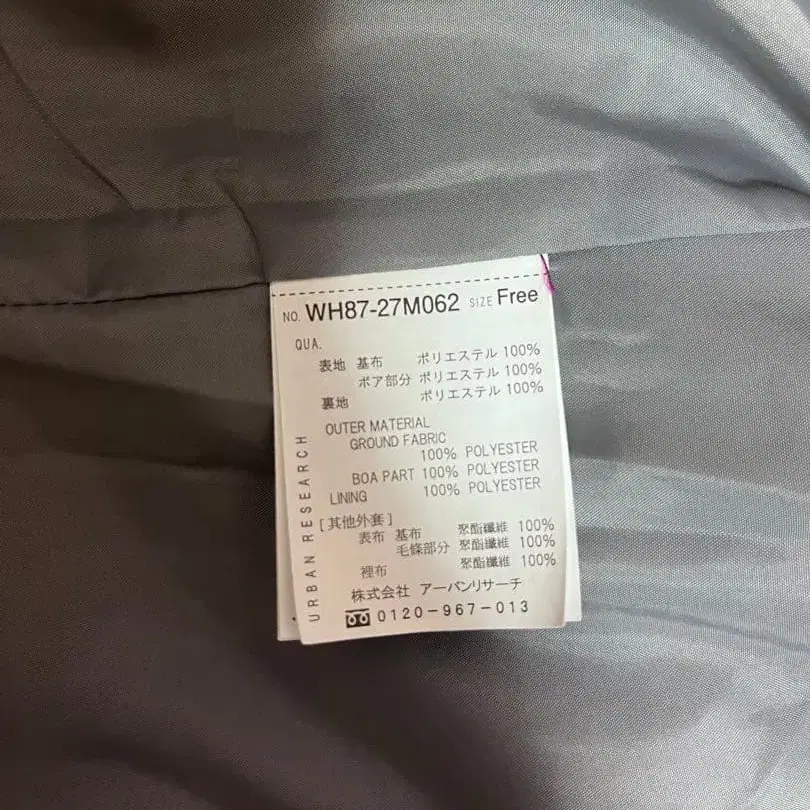 NO. WH87-27M062 SIZE Free
QUA.
表地 基布 ポリエステル 100%
ボア部分 ポリエステル 100%
裏地 ポリエステル 100%
OUTER MATERIAL
GROUND FABRIC
100% POLYESTER
BOA PART 100% POLYESTER
LINING 100% POLYESTER
[其他外套]
表布 基布 聚酯纖維 100%
毛條部分 聚酯纖維 100%
裡布 聚酯纖維 100%
株式会社 アーバンリサーチ
0120-967-013
URBAN RESEARCH